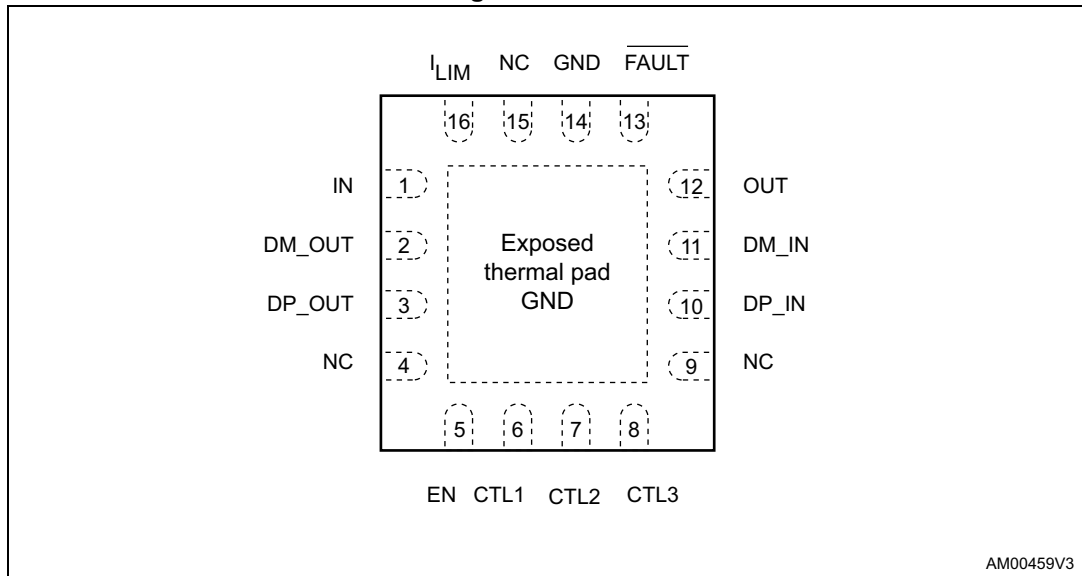 I LIM NC GND FAULT
16 15 14 13
IN 1 12 OUT
DM_OUT 2 Exposed 11 DM_IN
thermal pad
DP_OUT 3 GND 10 DP_IN
NC 4 9 NC
5 6 7 8
EN CTL1 CTL2 CTL3
AM00459V3